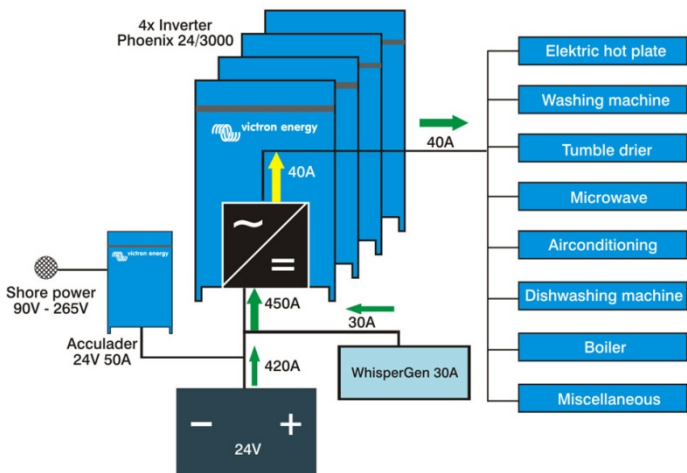 4x Inverter
Phoenix 24/3000
victron energy
40A
40A
Elektric hot plate
Washing machine
Tumble drier
Microwave
Airconditioning
Dishwashing machine
Boiler
Miscellaneous
victron energy
Shore power
90V - 265V
Acculader
24V 50A
450A
30A
420A
WhisperGen 30A
24V